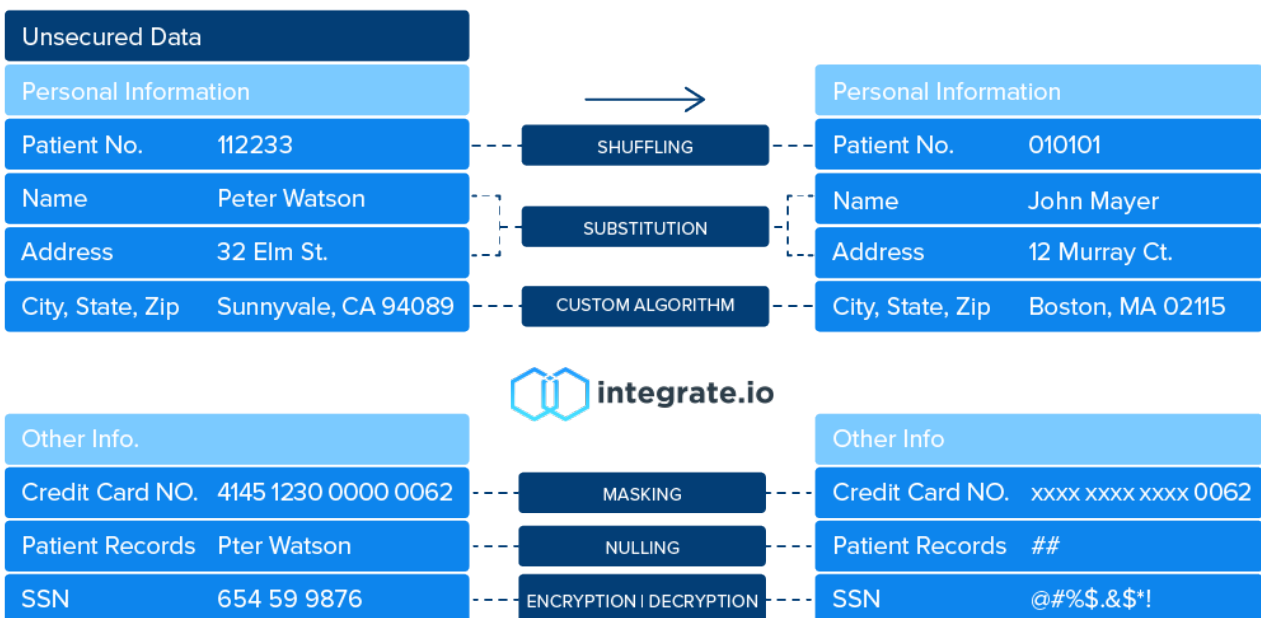 Unsecured Data
Personal Information
Personal Information
Patient No. 112233
SHUFFLING
Patient No. 010101
Name Peter Watson
Name John Mayer
SUBSTITUTION
Address 32 Elm St.
Address 12 Murray Ct.
City, State, Zip Sunnyvale, CA 94089
CUSTOM ALGORITHM
City, State, Zip Boston, MA 02115
integrate.io
Other Info.
Other Info
Credit Card NO. 4145 1230 0000 0062
MASKING
Credit Card NO. xxxx xxxx xxxx 0062
Patient Records Pter Watson
NULLING
Patient Records ##
SSN 654 59 9876
ENCRYPTION | DECRYPTION
SSN @#%$.&$*!